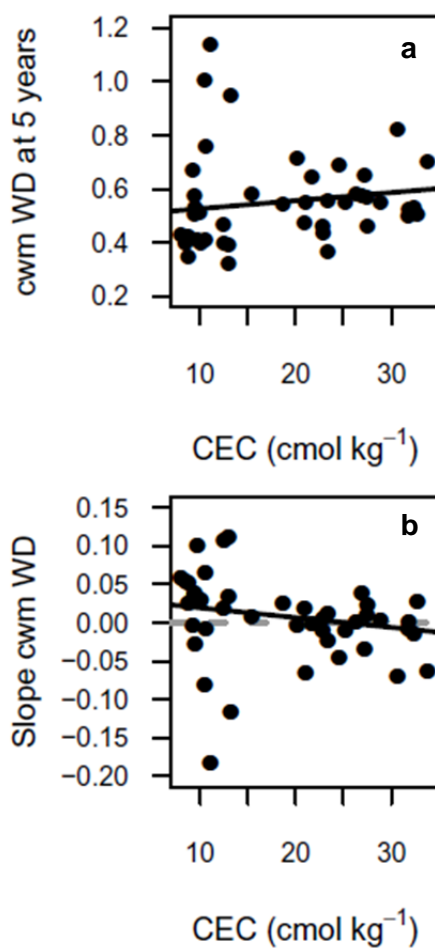 a
cwm WD at 5 years
1.2
1.0
0.8
0.6
0.4
0.2
10 20 30
CEC (cmol kg⁻¹)
b
Slope cwm WD
0.15
0.10
0.05
0.00
−0.05
−0.10
−0.15
−0.20
10 20 30
CEC (cmol kg⁻¹)